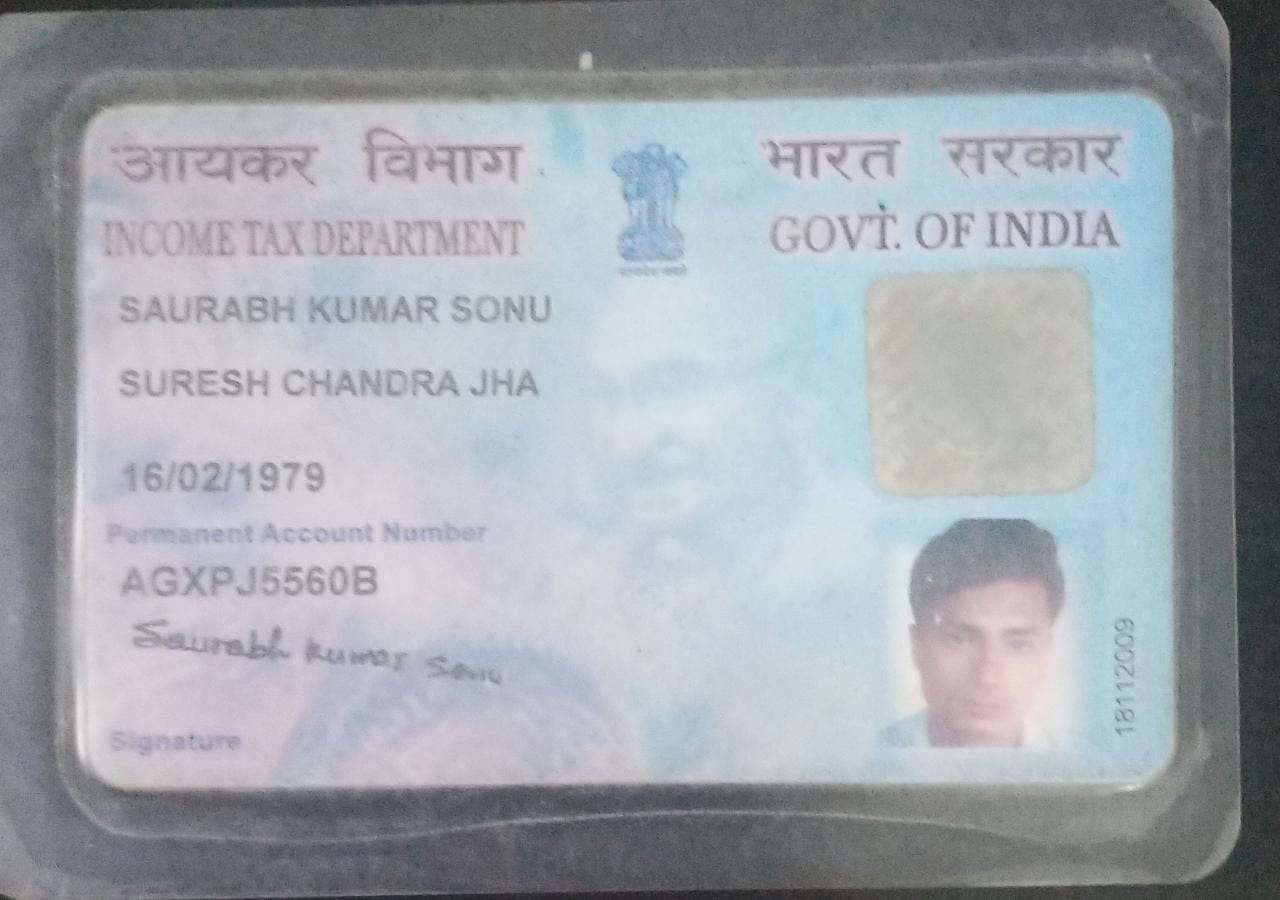 आयकर विभाग
भारत सरकार
INCOME TAX DEPARTMENT
GOVT. OF INDIA
SAURABH KUMAR SONU
SURESH CHANDRA JHA
16/02/1979
Permanent Account Number
AGXPJ5560B
Saurabh Kumar Sonu
Signature
18112009